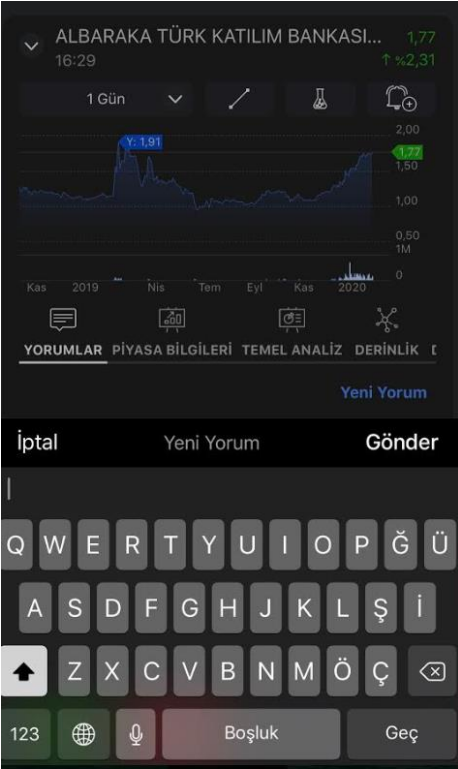 ALBARAKA TÜRK KATILIM BANKASI... 1,77
16:29 ↑ %2,31
1 Gün
2,00
Y: 1,91
1,77
1,50
1,00
0,50
1M
0
Kas 2019 Nis Tem Eyl Kas 2020
YORUMLAR PİYASA BİLGİLERİ TEMEL ANALİZ DERİNLİK
Yeni Yorum
İptal Yeni Yorum Gönder
Q W E R T Y U I O P Ğ Ü
A S D F G H J K L Ş İ
Z X C V B N M Ö Ç
123 Boşluk Geç